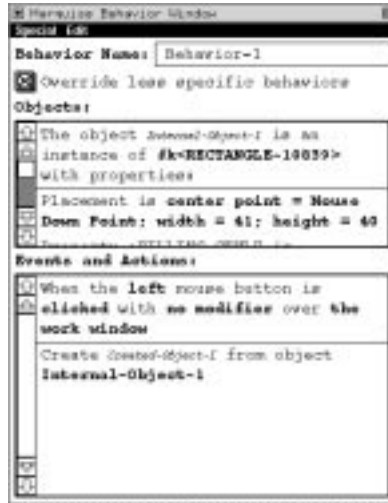 Marquise Behavior Window
Special Edit
Behavior Name: Behavior-1
Override less specific behaviors
Objects:
The object Internal-Object-1 is an
instance of #k<RECTANGLE-10839>
with properties:
Placement is center point = Mouse
Down Point; width = 41; height = 40
Events and Actions:
When the left mouse button is
clicked with no modifier over the
work window
Create Created-Object-1 from object
Internal-Object-1